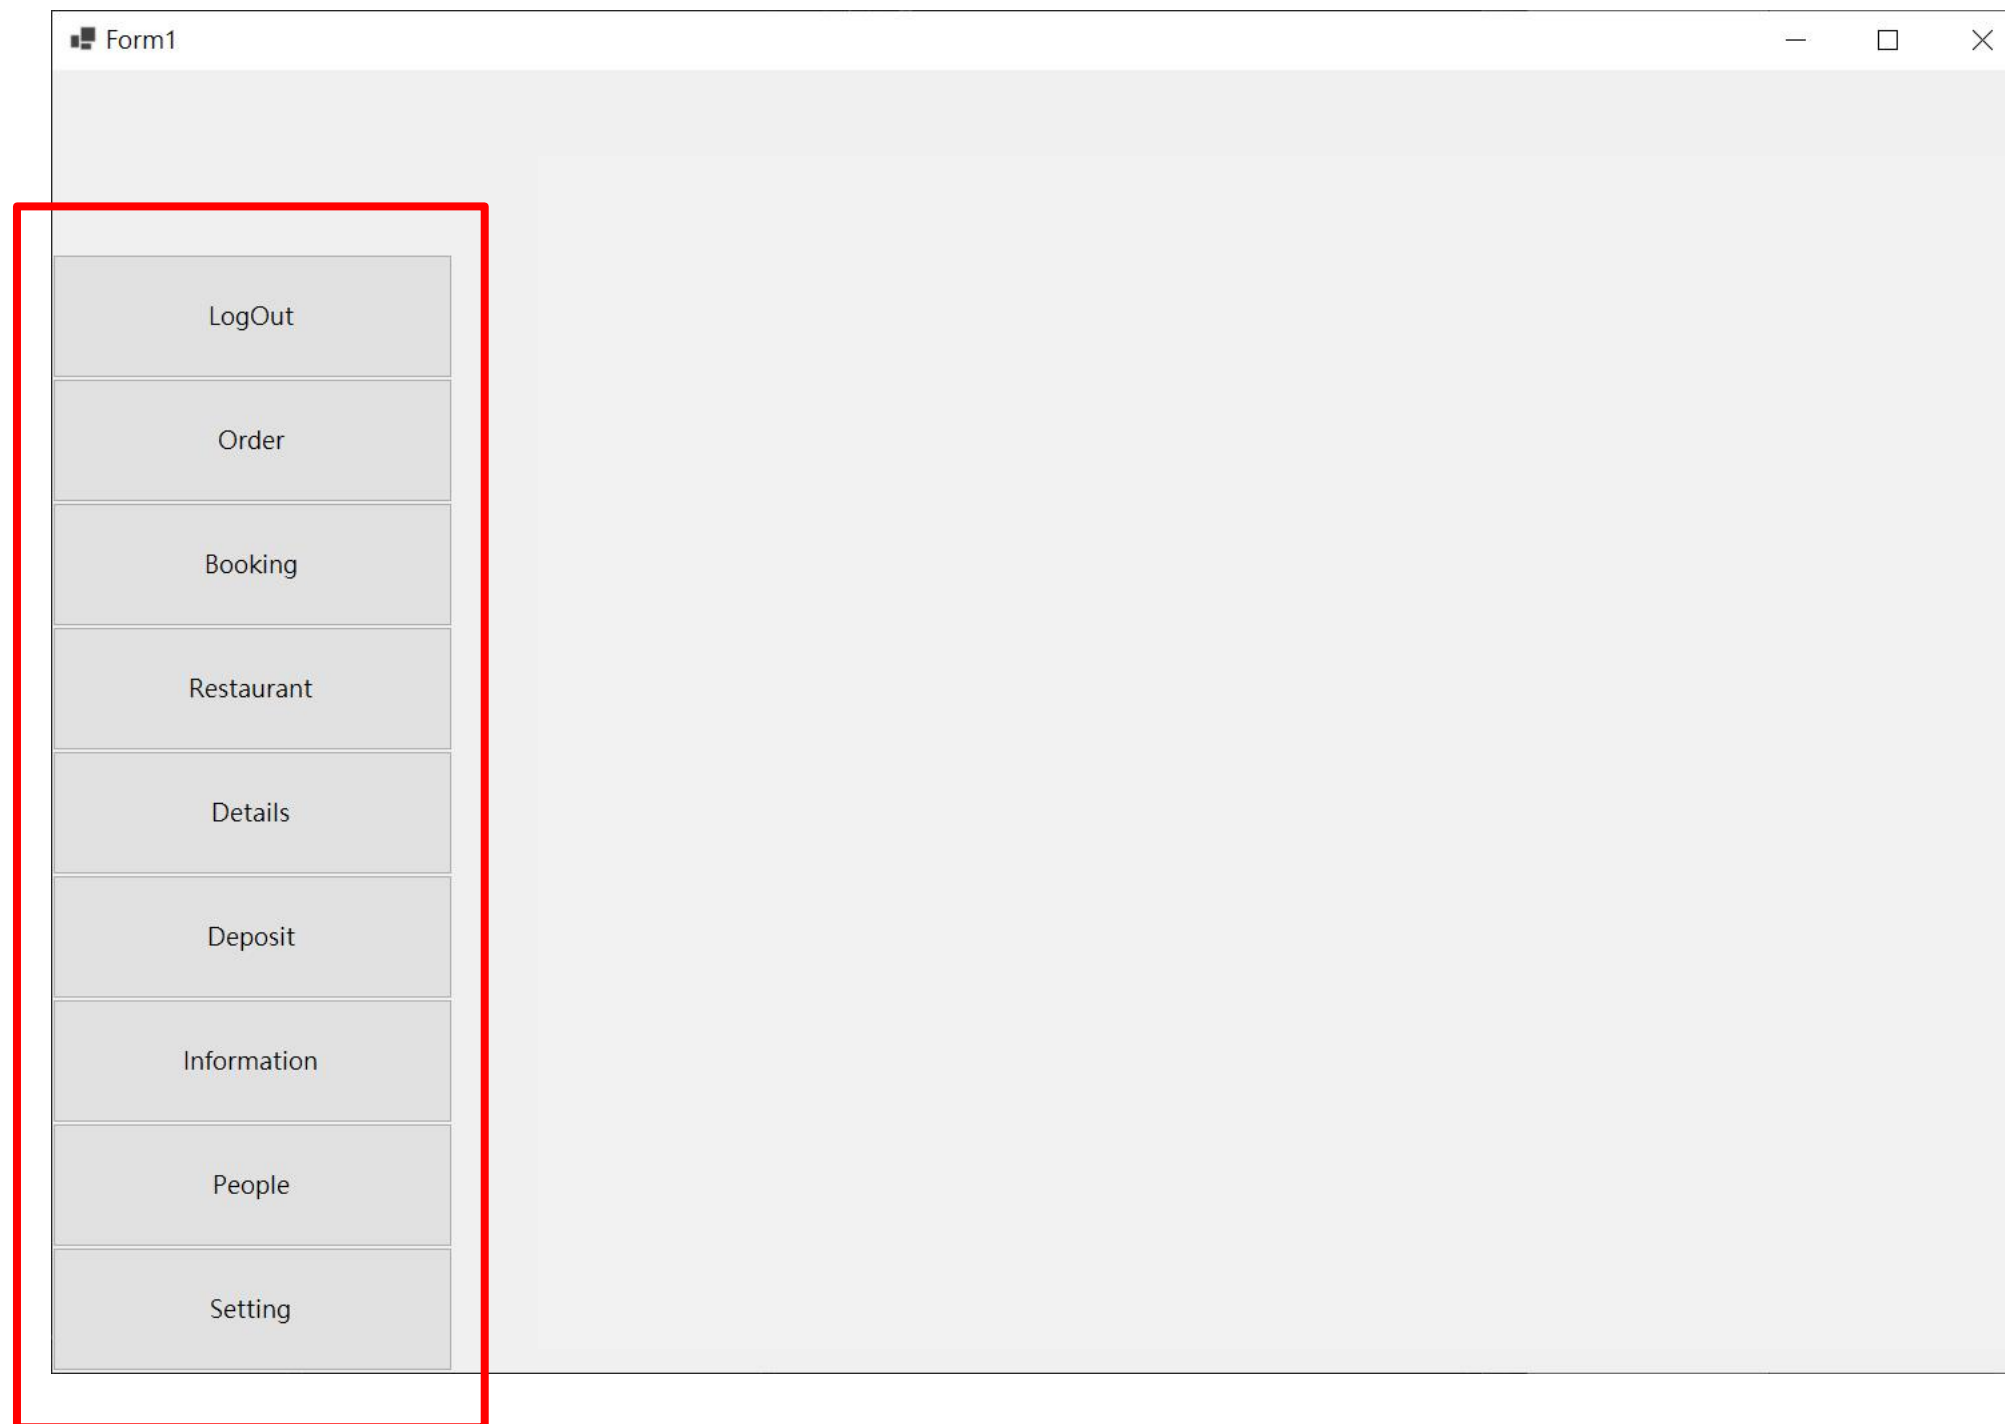 Form1
LogOut
Order
Booking
Restaurant
Details
Deposit
Information
People
Setting